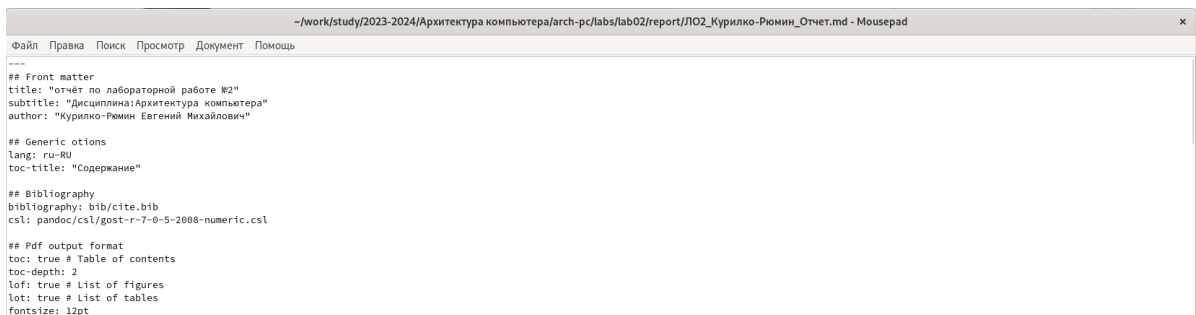 ~/work/study/2023-2024/Архитектура компьютера/arch-pc/labs/lab02/report/ЛО2_Курилко-Рюмин_Отчет.md - Mousepad
×
Файл Правка Поиск Просмотр Документ Помощь
---
## Front matter
title: "отчёт по лабораторной работе №2"
subtitle: "Дисциплина:Архитектура компьютера"
author: "Курилко-Рюмин Евгений Михайлович"
## Generic otions
lang: ru-RU
toc-title: "Содержание"
## Bibliography
bibliography: bib/cite.bib
csl: pandoc/csl/gost-r-7-0-5-2008-numeric.csl
## Pdf output format
toc: true # Table of contents
toc-depth: 2
lof: true # List of figures
lot: true # List of tables
fontsize: 12pt